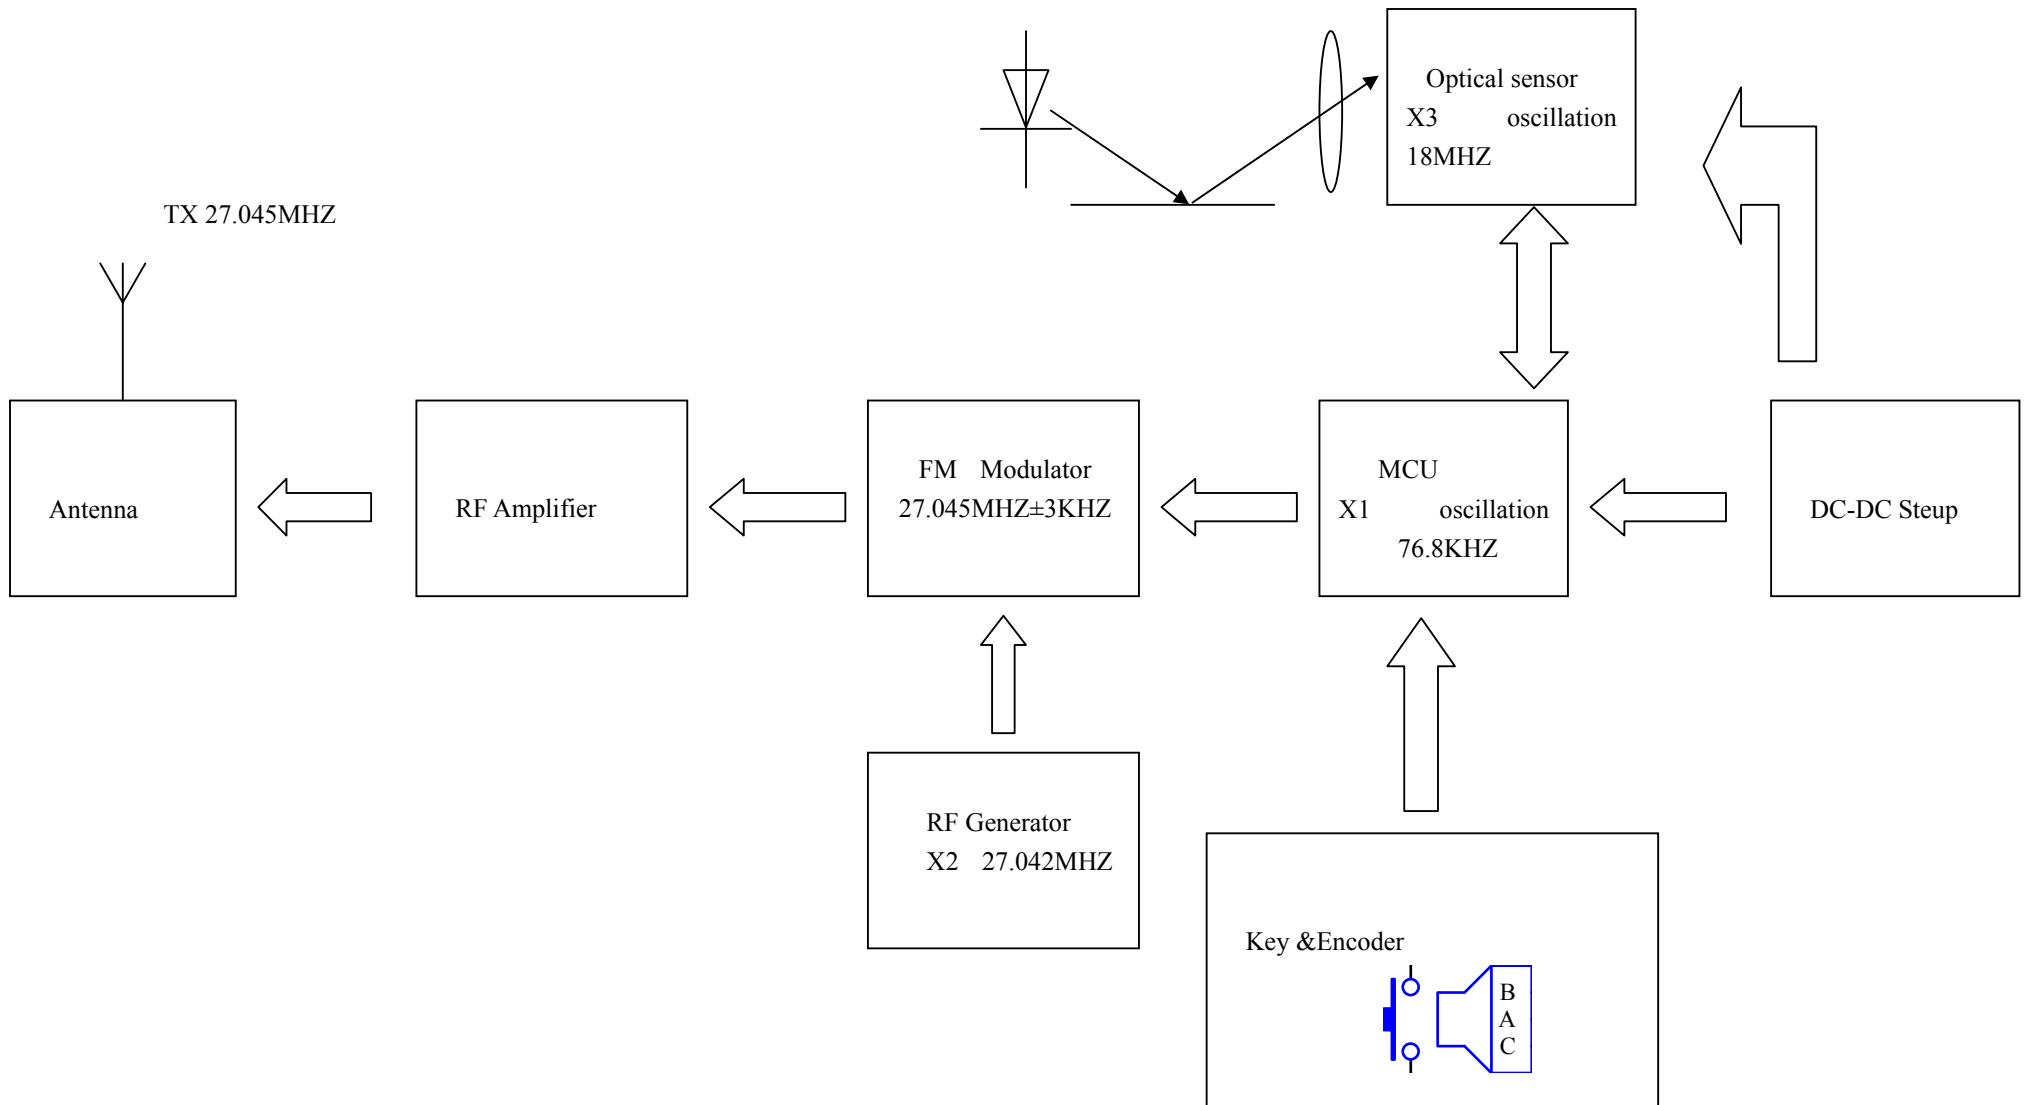 Optical sensor
X3 oscillation
18MHZ
TX 27.045MHZ
Antenna
RF Amplifier
FM Modulator
27.045MHZ±3KHZ
MCU
X1 oscillation
76.8KHZ
DC-DC Steup
RF Generator
X2 27.042MHZ
Key &Encoder
B
A
C